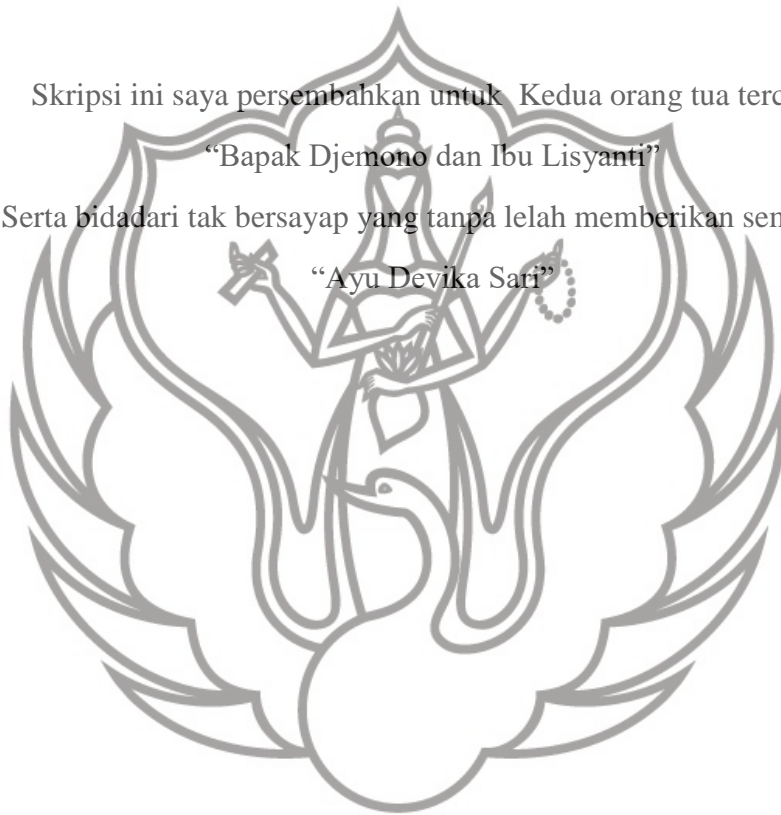 Skripsi ini saya persembahkan untuk Kedua orang tua
“Bapak Djemono dan Ibu Lisyanti”
Serta bidadari tak bersayap yang tanpa lelah memberikan
“Ayu Devika Sari”